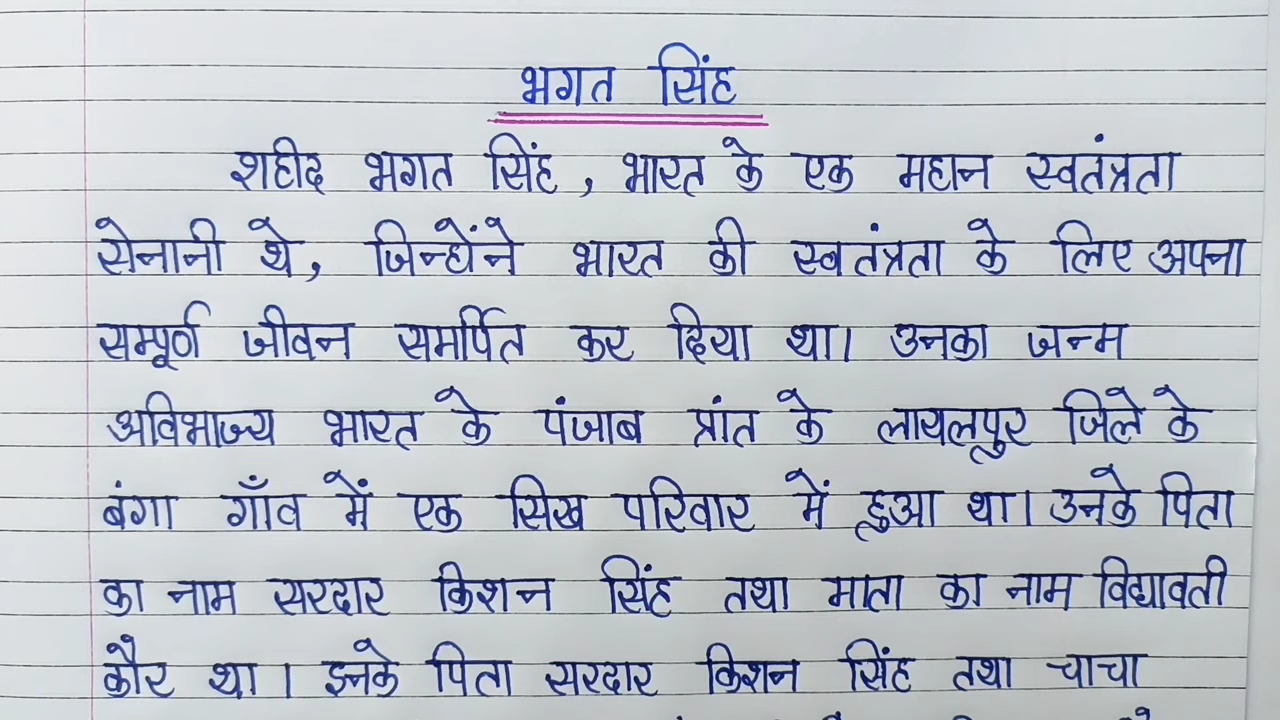 भगत सिंह
शहीद भगत सिंह, भारत के एक महान स्वतंत्रता
सेनानी थे, जिन्होंने भारत की स्वतंत्रता के लिए अपना
सम्पूर्ण जीवन समर्पित कर दिया था। उनका जन्म
अविभाज्य भारत के पंजाब प्रांत के लायलपुर जिले के
बंगा गाँव में एक सिख परिवार में हुआ था। उनके पिता
का नाम सरदार किशन सिंह तथा माता का नाम विद्यावती
कौर था। इनके पिता सरदार किशन सिंह तथा चाचा